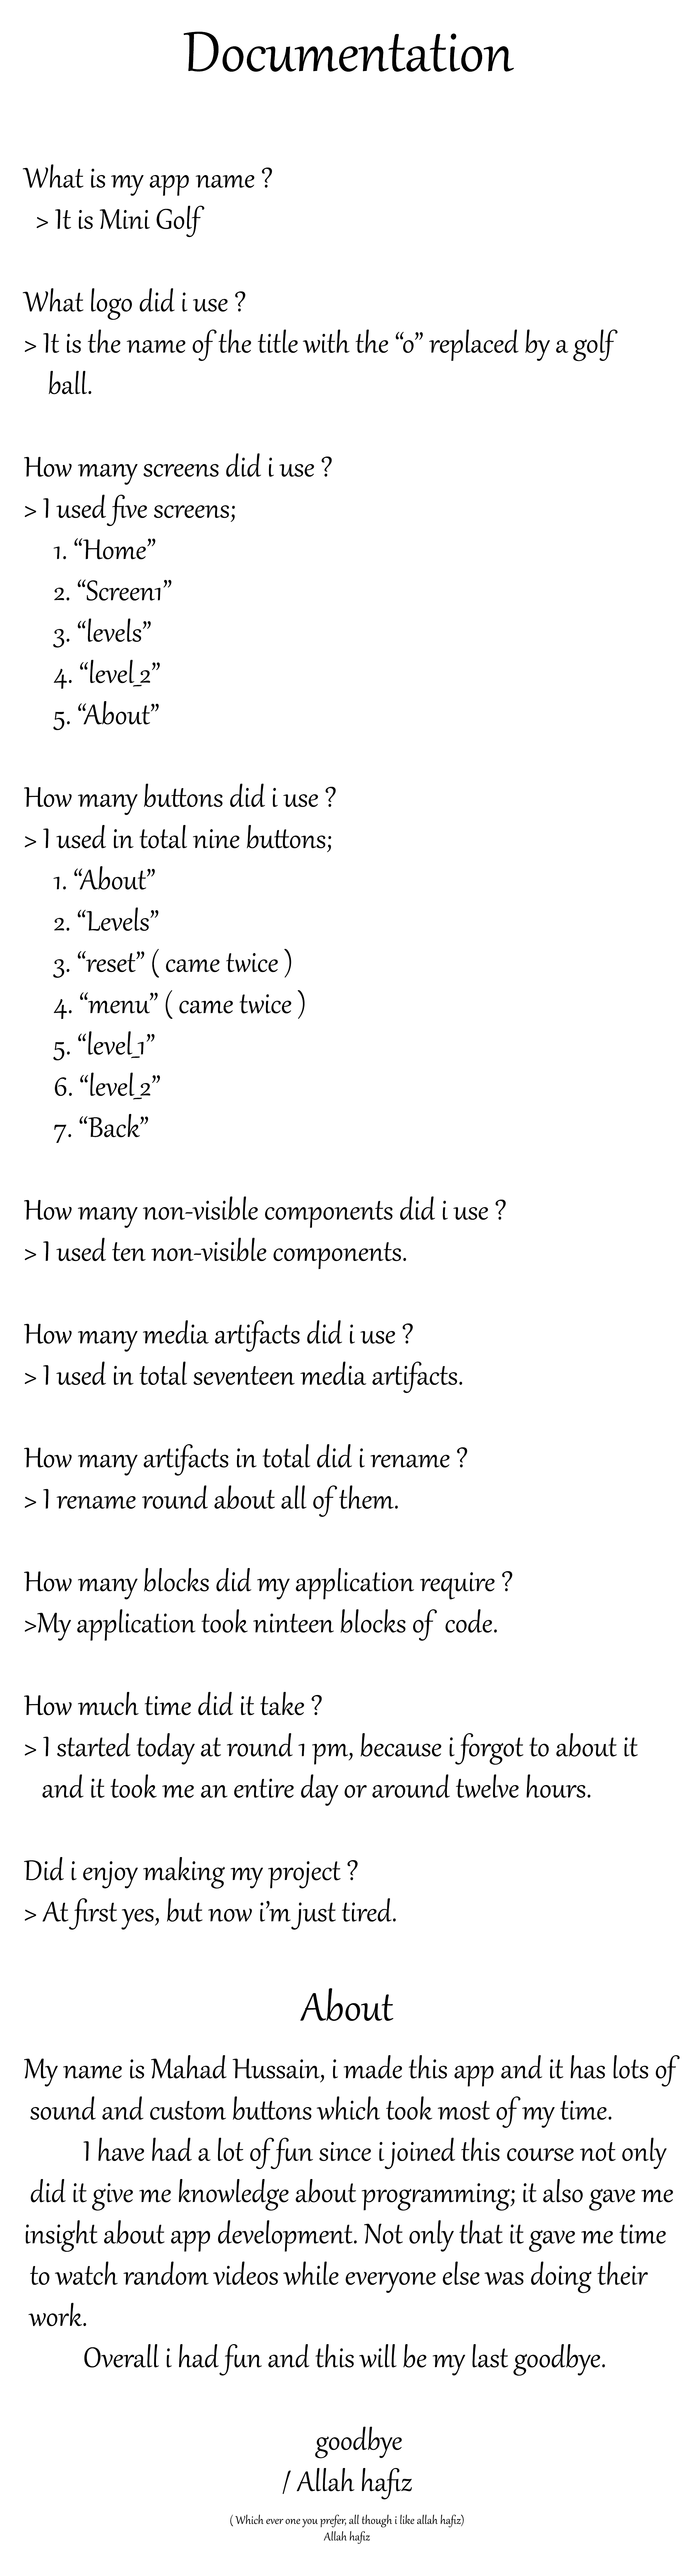 Documentation
What is my app name ?
> It is Mini Golf
What logo did i use ?
> It is the name of the title with the “o” replaced by a golf
ball.
How many screens did i use ?
> I used five screens;
1. “Home”
2. “Screen1”
3. “levels”
4. “level_2”
5. “About”
How many buttons did i use ?
> I used in total nine buttons;
1. “About”
2. “Levels”
3. “reset” ( came twice )
4. “menu” ( came twice )
5. “level_1”
6. “level_2”
7. “Back”
How many non-visible components did i use ?
> I used ten non-visible components.
How many media artifacts did i use ?
> I used in total seventeen media artifacts.
How many artifacts in total did i rename ?
> I rename round about all of them.
How many blocks did my application require ?
>My application took ninteen blocks of  code.
How much time did it take ?
> I started today at round 1 pm, because i forgot to about it
and it took me an entire day or around twelve hours.
Did i enjoy making my project ?
> At first yes, but now i’m just tired.
About
My name is Mahad Hussain, i made this app and it has lots of
sound and custom buttons which took most of my time.
I have had a lot of fun since i joined this course not only
did it give me knowledge about programming; it also gave me
insight about app development. Not only that it gave me time
to watch random videos while everyone else was doing their
work.
Overall i had fun and this will be my last goodbye.
goodbye
/ Allah hafiz
( Which ever one you prefer, all though i like allah hafiz)
Allah hafiz